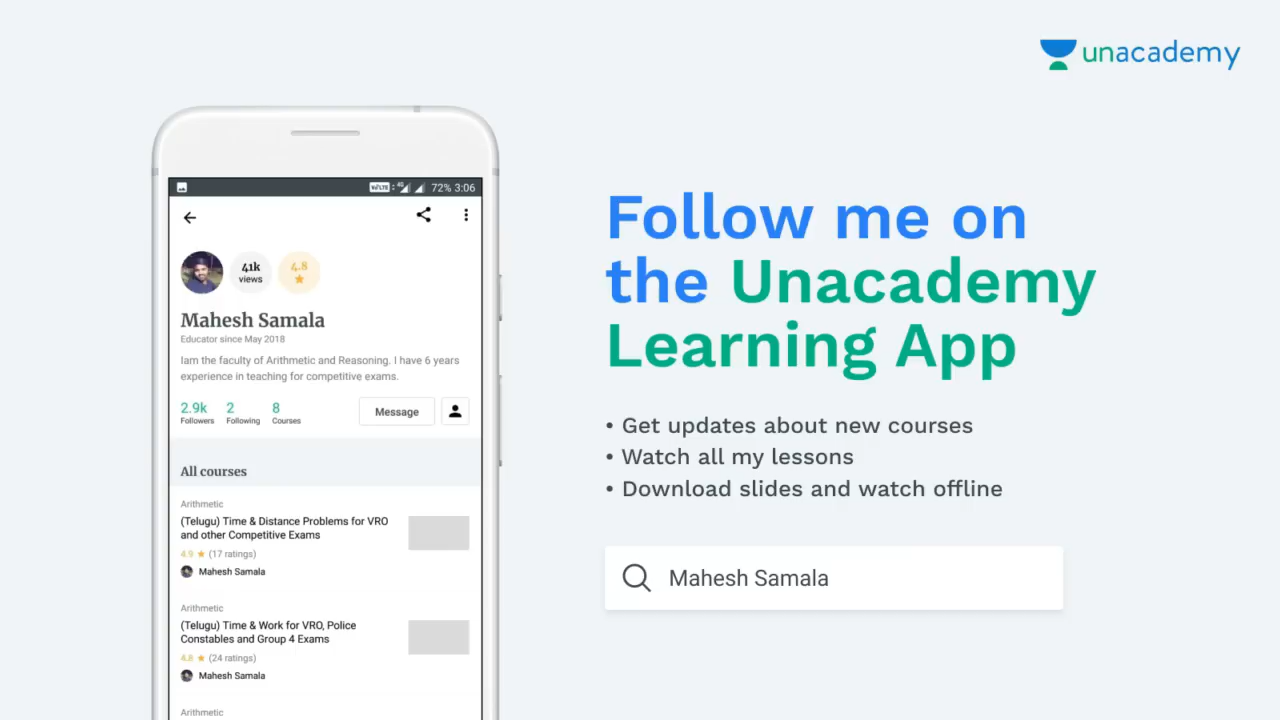 unacademy
VoLTE 4G 72% 3:06
41k
views
4.8
Mahesh Samala
Educator since May 2018
Iam the faculty of Arithmetic and Reasoning. I have 6 years
experience in teaching for competitive exams.
2.9k 2 8
Followers Following Courses
Message
All courses
Arithmetic
(Telugu) Time & Distance Problems for VRO
and other Competitive Exams
4.9 ★ (17 ratings)
Mahesh Samala
Arithmetic
(Telugu) Time & Work for VRO, Police
Constables and Group 4 Exams
4.8 ★ (24 ratings)
Mahesh Samala
Arithmetic
Follow me on
the Unacademy
Learning App
• Get updates about new courses
• Watch all my lessons
• Download slides and watch offline
Mahesh Samala